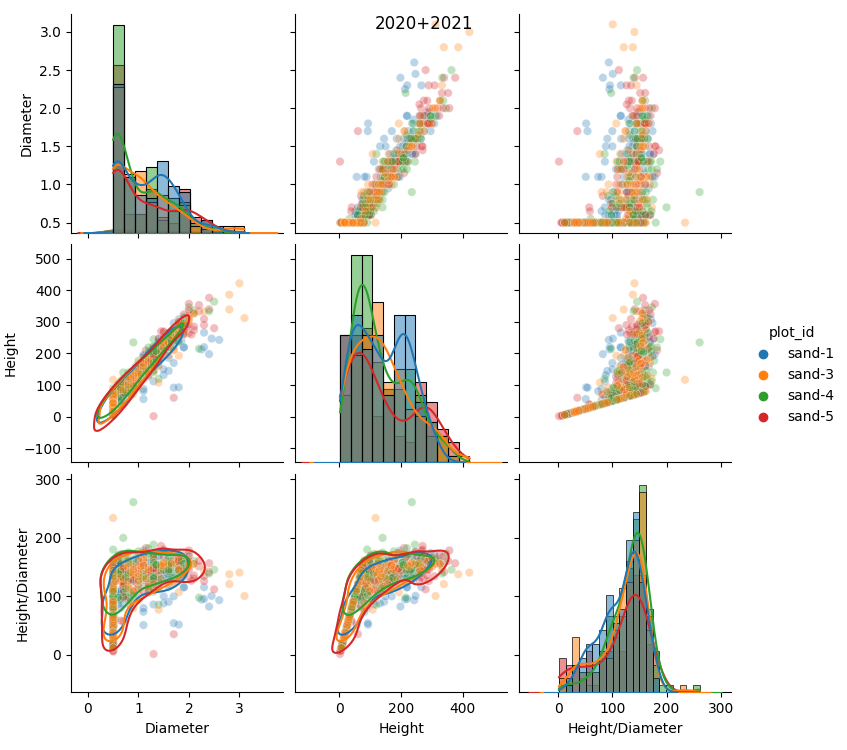 2020+2021
Diameter
3.0
2.5
2.0
1.5
1.0
0.5
Height
500
400
300
200
100
0
−100
plot_id
sand-1
sand-3
sand-4
sand-5
Height/Diameter
300
200
100
0
0 1 2 3
0 200 400
0 100 200 300
Diameter Height Height/Diameter